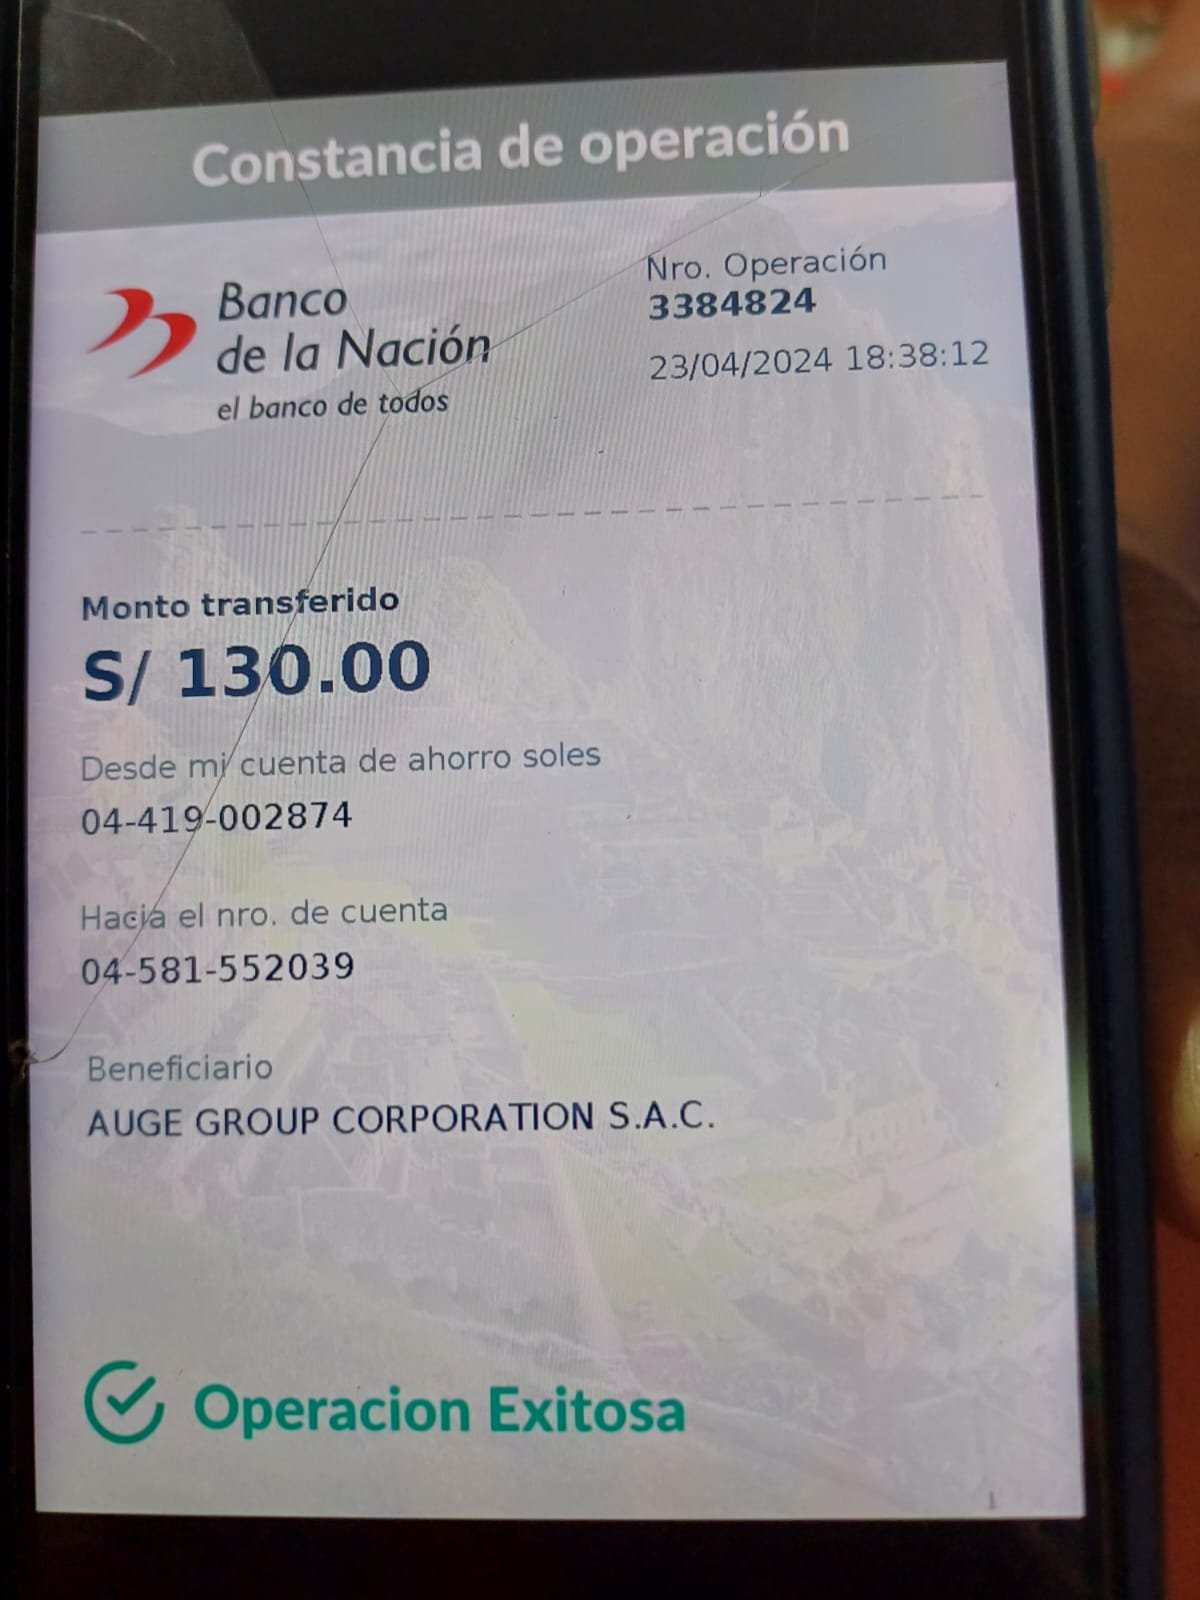 Constancia de operación
Banco
de la Nación
el banco de todos
Nro. Operación
3384824
23/04/2024 18:38:12
Monto transferido
S/ 130.00
Desde mi cuenta de ahorro soles
04-419-002874
Hacia el nro. de cuenta
04-581-552039
Beneficiario
AUGE GROUP CORPORATION S.A.C.
Operacion Exitosa